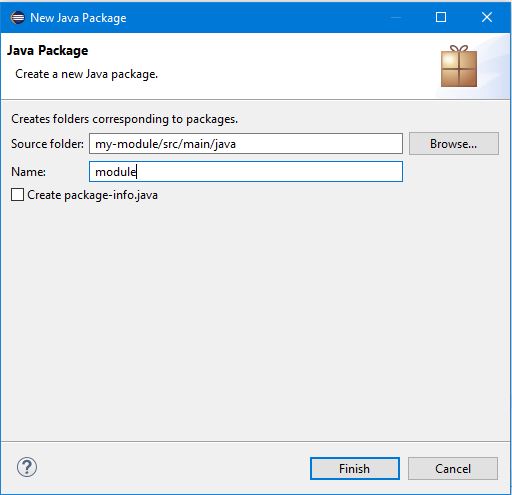 New Java Package
Java Package
Create a new Java package.
Creates folders corresponding to packages.
Source folder: my-module/src/main/java Browse...
Name: module
Create package-info.java
? Finish Cancel